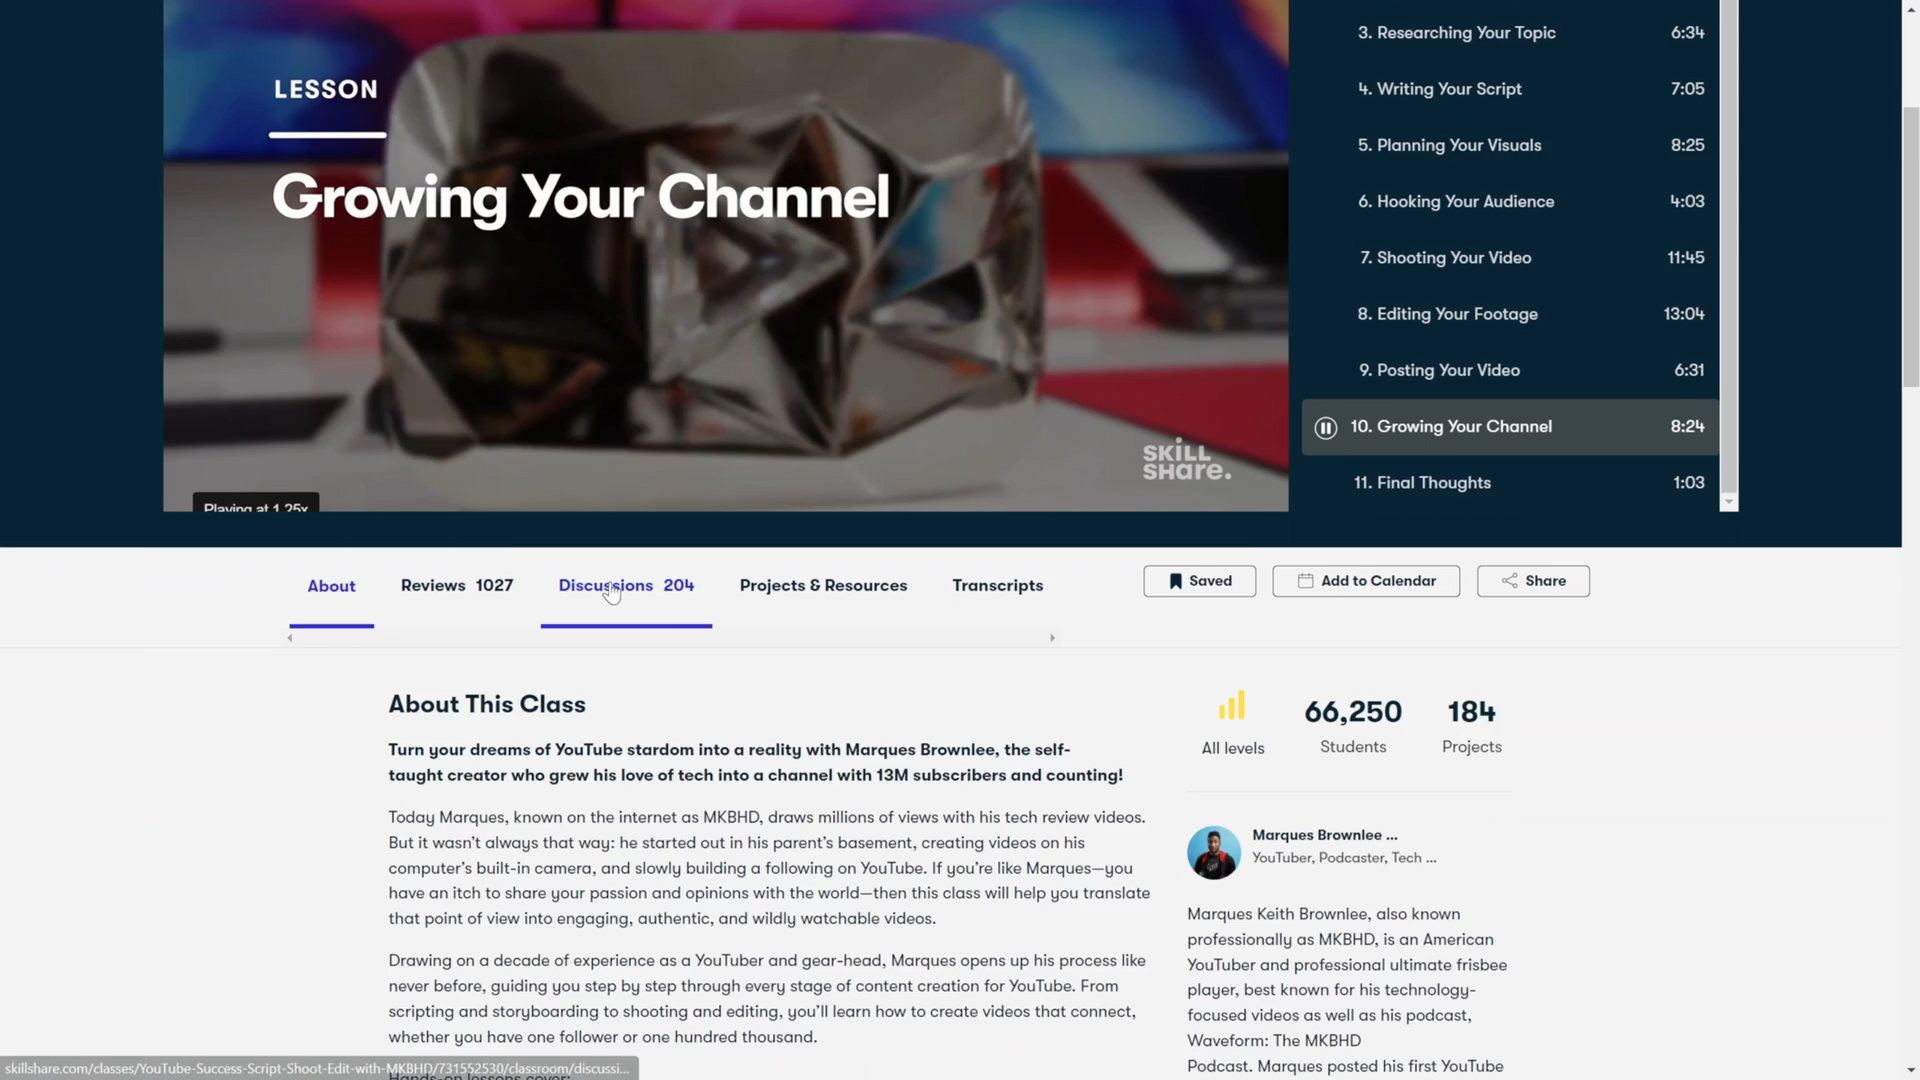 LESSON
Growing Your Channel
SKILL
SHare.
Playing at 1.25x
3. Researching Your Topic 6:34
4. Writing Your Script 7:05
5. Planning Your Visuals 8:25
6. Hooking Your Audience 4:03
7. Shooting Your Video 11:45
8. Editing Your Footage 13:04
9. Posting Your Video 6:31
10. Growing Your Channel 8:24
11. Final Thoughts 1:03
About Reviews 1027 Discussions 204 Projects & Resources Transcripts
Saved Add to Calendar Share
About This Class
Turn your dreams of YouTube stardom into a reality with Marques Brownlee, the self-
taught creator who grew his love of tech into a channel with 13M subscribers and counting!
Today Marques, known on the internet as MKBHD, draws millions of views with his tech review videos.
But it wasn't always that way: he started out in his parent's basement, creating videos on his
computer's built-in camera, and slowly building a following on YouTube. If you're like Marques—you
have an itch to share your passion and opinions with the world—then this class will help you translate
that point of view into engaging, authentic, and wildly watchable videos.
Drawing on a decade of experience as a YouTuber and gear-head, Marques opens up his process like
never before, guiding you step by step through every stage of content creation for YouTube. From
scripting and storyboarding to shooting and editing, you'll learn how to create videos that connect,
whether you have one follower or one hundred thousand.
Hands-on lessons cover:
All levels
66,250
Students
184
Projects
Marques Brownlee ...
YouTuber, Podcaster, Tech ...
Marques Keith Brownlee, also known
professionally as MKBHD, is an American
YouTuber and professional ultimate frisbee
player, best known for his technology-
focused videos as well as his podcast,
Waveform: The MKBHD
Podcast. Marques posted his first YouTube
skillshare.com/classes/YouTube-Success-Script-Shoot-Edit-with-MKBHD/731552530/classroom/discussi...